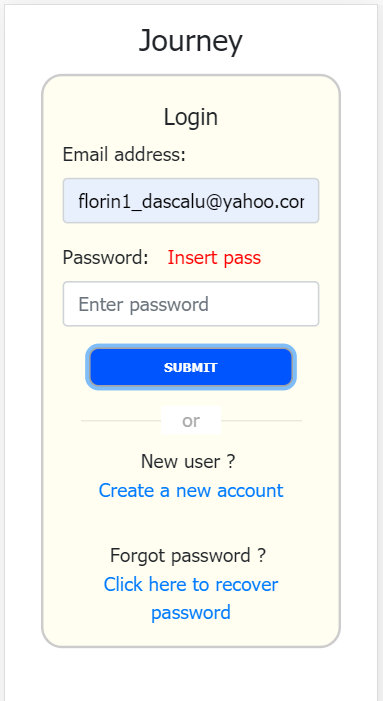 Journey
Login
Email address:
florin1_dascalu@yahoo.com
Password: Insert pass
Enter password
SUBMIT
or
New user ?
Create a new account
Forgot password ?
Click here to recover
password